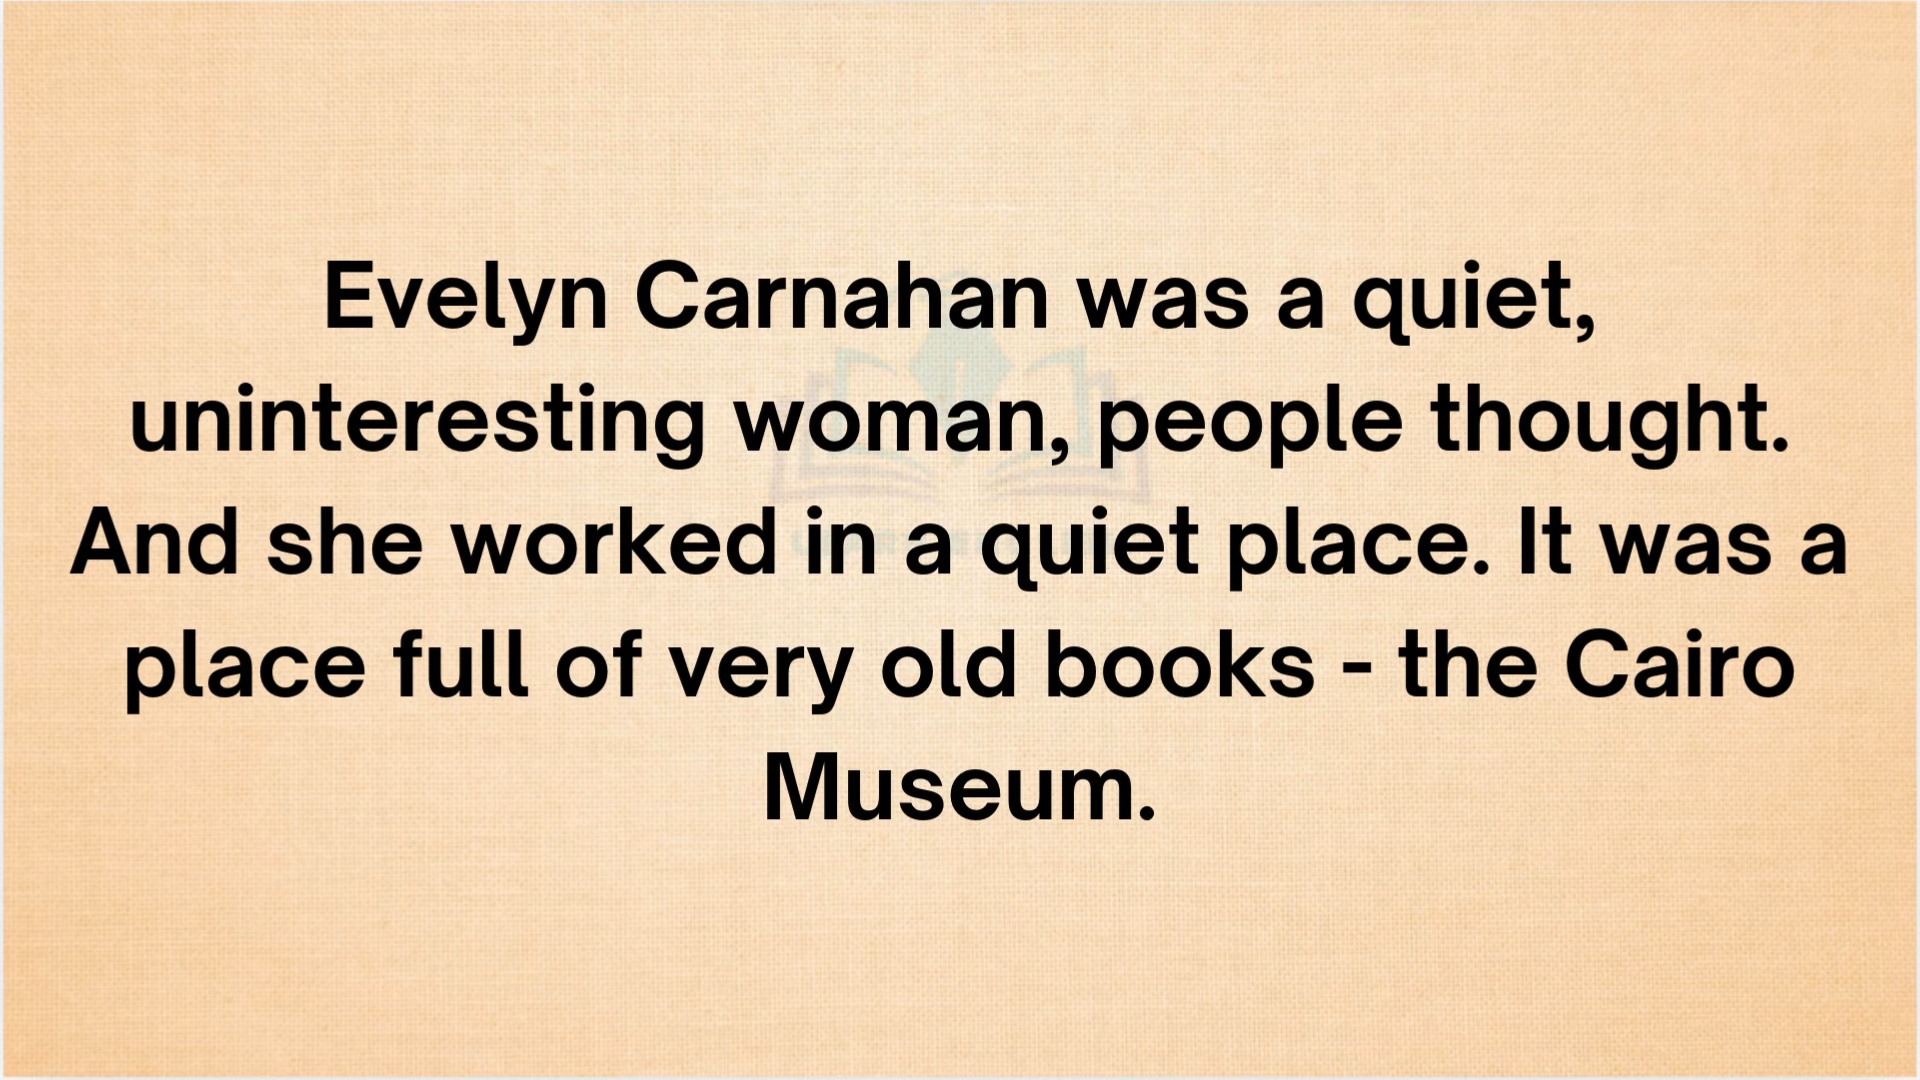 Evelyn Carnahan was a quiet,
uninteresting woman, people thought.
And she worked in a quiet place. It was a
place full of very old books - the Cairo
Museum.